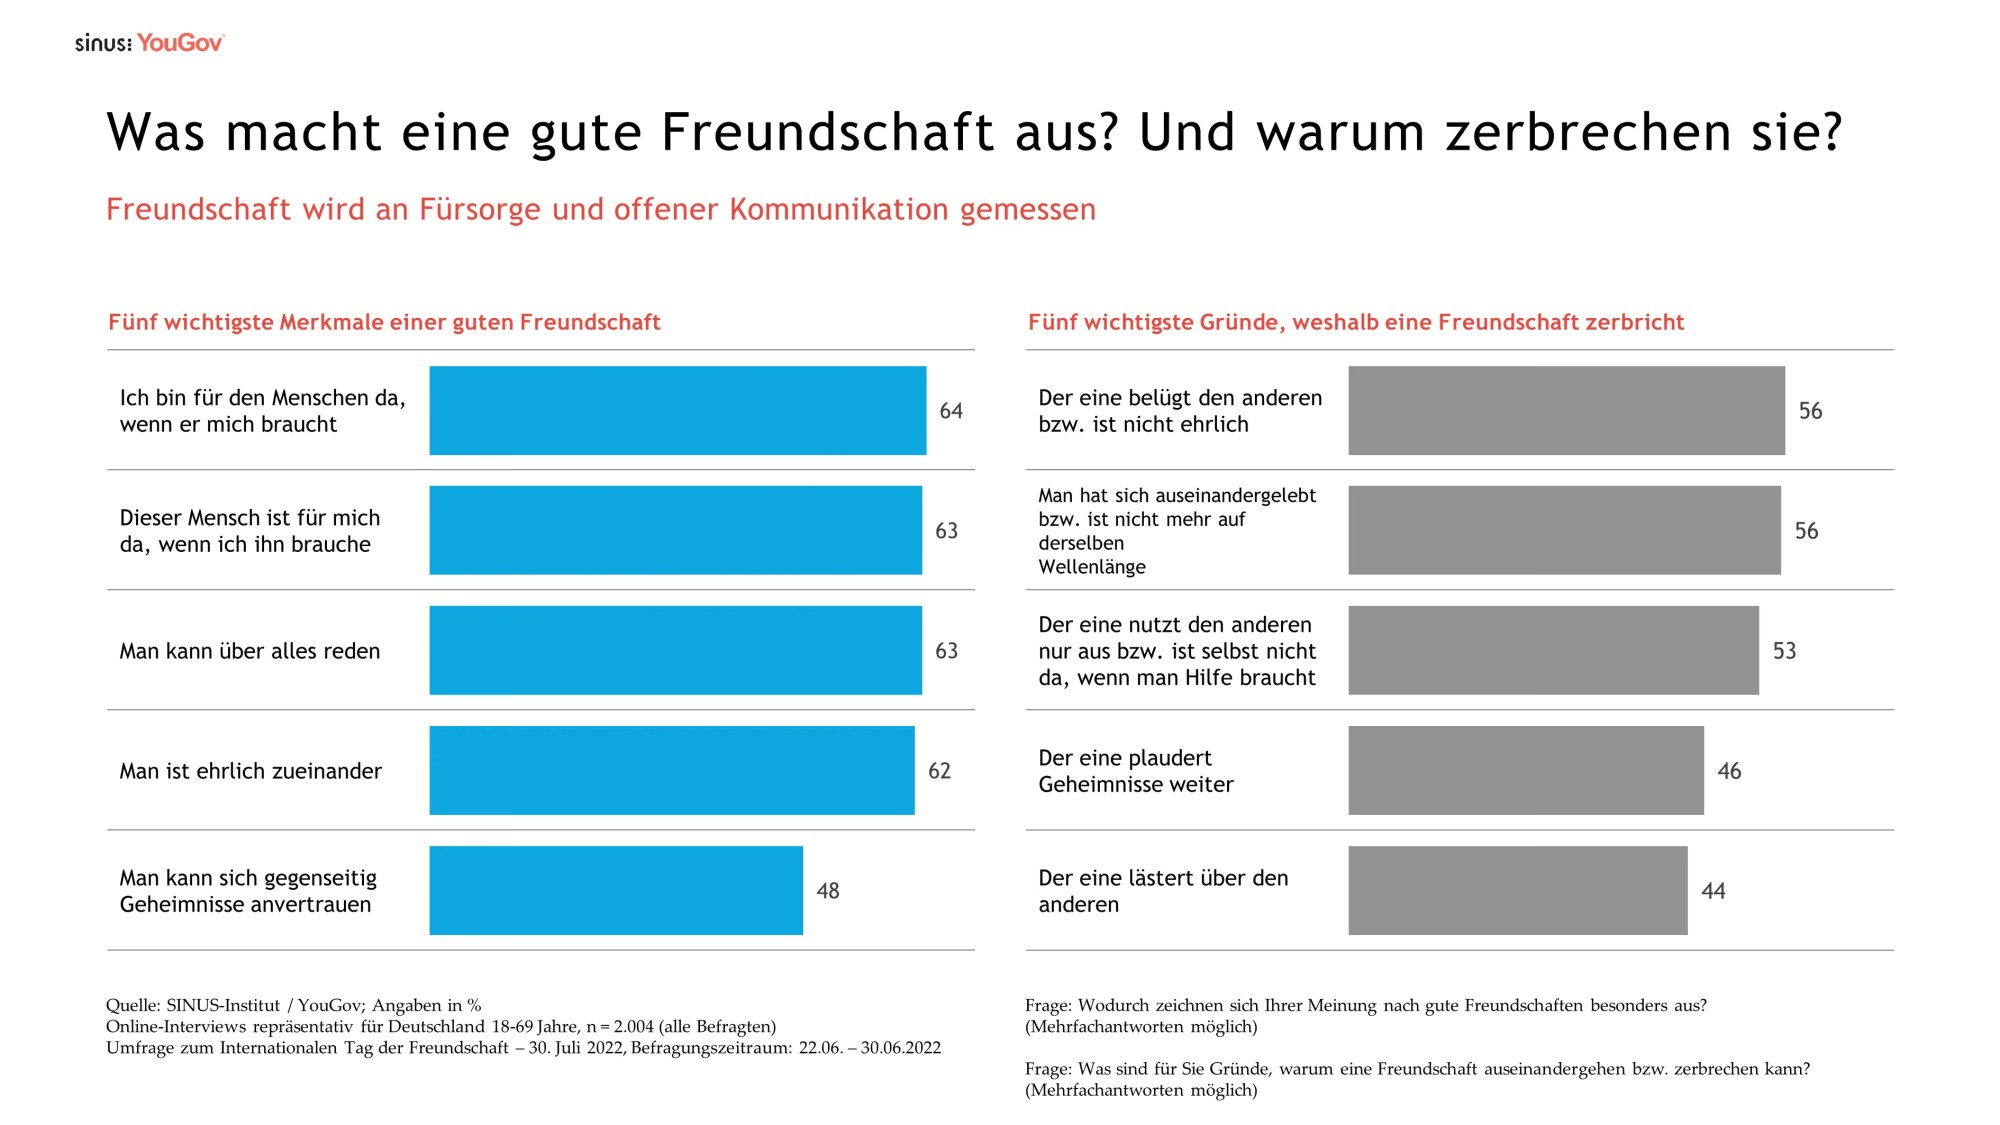 sinus: YouGov
Was macht eine gute Freundschaft aus? Und warum zerbrechen sie?
Freundschaft wird an Fürsorge und offener Kommunikation gemessen
Fünf wichtigste Merkmale einer guten Freundschaft
Ich bin für den Menschen da,
wenn er mich braucht
64
Dieser Mensch ist für mich
da, wenn ich ihn brauche
63
Man kann über alles reden
63
Man ist ehrlich zueinander
62
Man kann sich gegenseitig
Geheimnisse anvertrauen
48
Fünf wichtigste Gründe, weshalb eine Freundschaft zerbricht
Der eine belügt den anderen
bzw. ist nicht ehrlich
56
Man hat sich auseinandergelebt
bzw. ist nicht mehr auf
derselben
Wellenlänge
56
Der eine nutzt den anderen
nur aus bzw. ist selbst nicht
da, wenn man Hilfe braucht
53
Der eine plaudert
Geheimnisse weiter
46
Der eine lästert über den
anderen
44
Quelle: SINUS-Institut / YouGov; Angaben in %
Online-Interviews repräsentativ für Deutschland 18-69 Jahre, n = 2.004 (alle Befragten)
Umfrage zum Internationalen Tag der Freundschaft – 30. Juli 2022, Befragungszeitraum: 22.06. – 30.06.2022
Frage: Wodurch zeichnen sich Ihrer Meinung nach gute Freundschaften besonders aus?
(Mehrfachantworten möglich)
Frage: Was sind für Sie Gründe, warum eine Freundschaft auseinandergehen bzw. zerbrechen kann?
(Mehrfachantworten möglich)